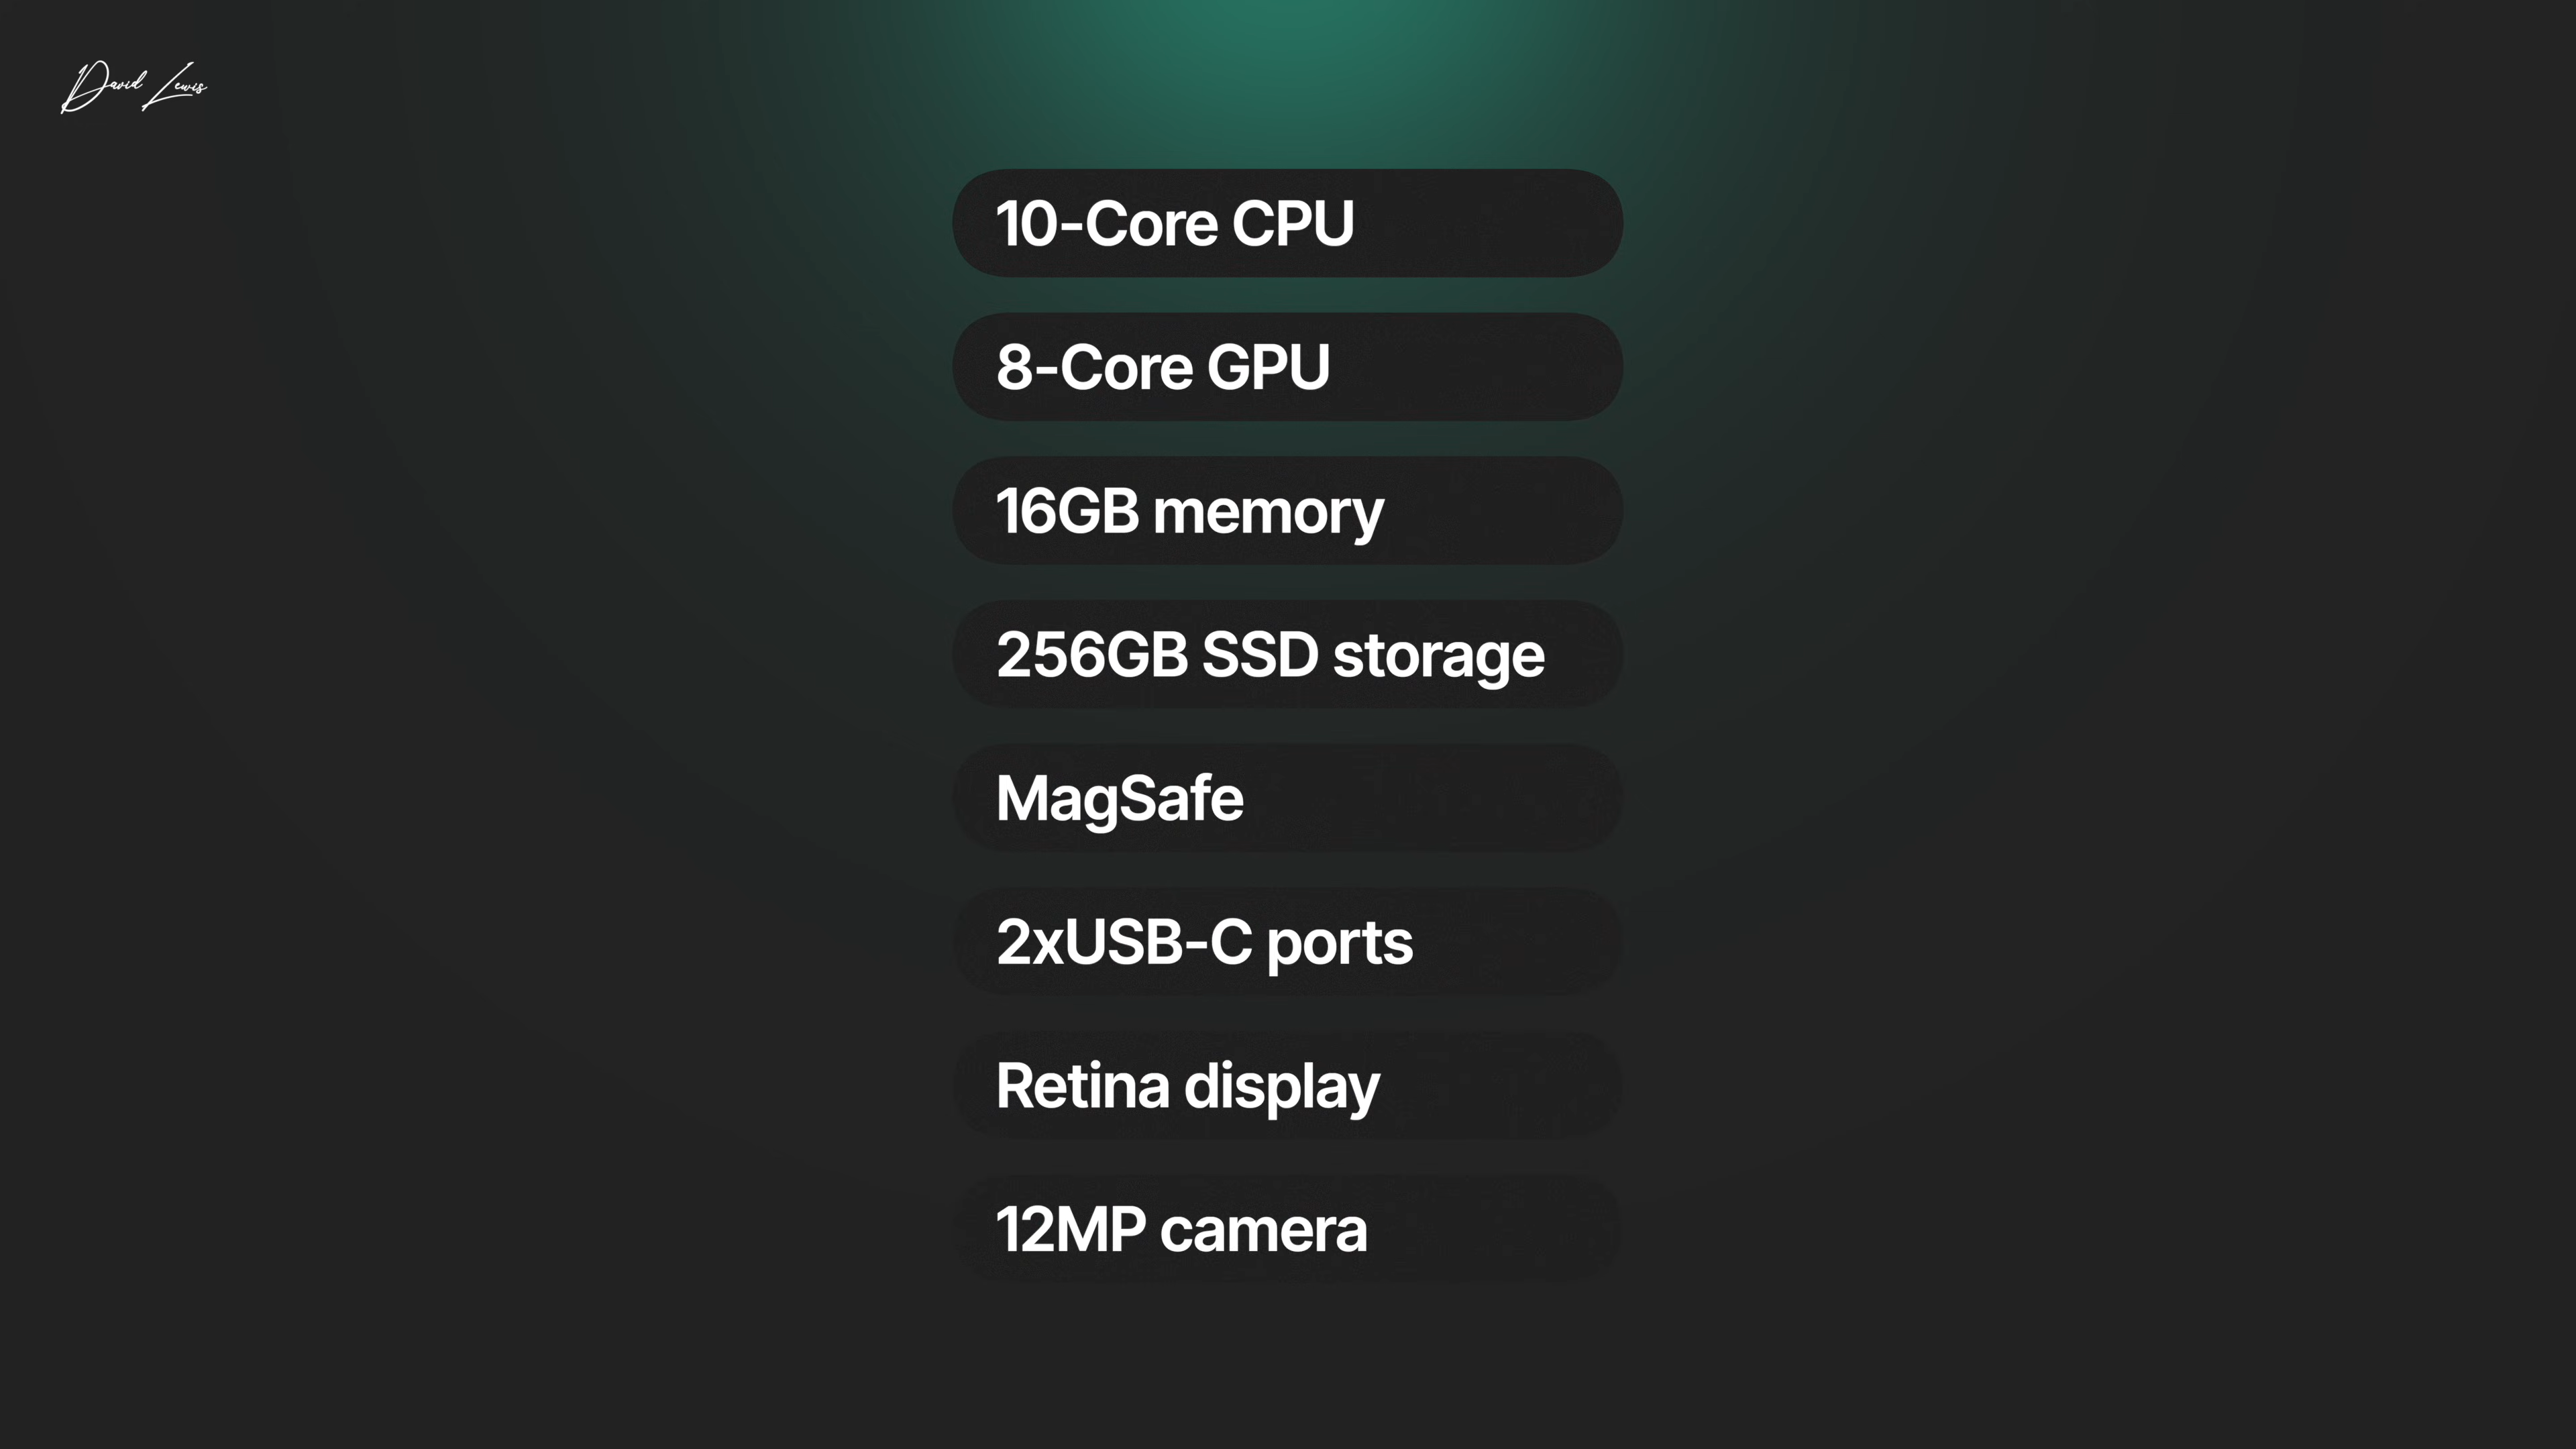 David Lewis
10-Core CPU
8-Core GPU
16GB memory
256GB SSD storage
MagSafe
2xUSB-C ports
Retina display
12MP camera